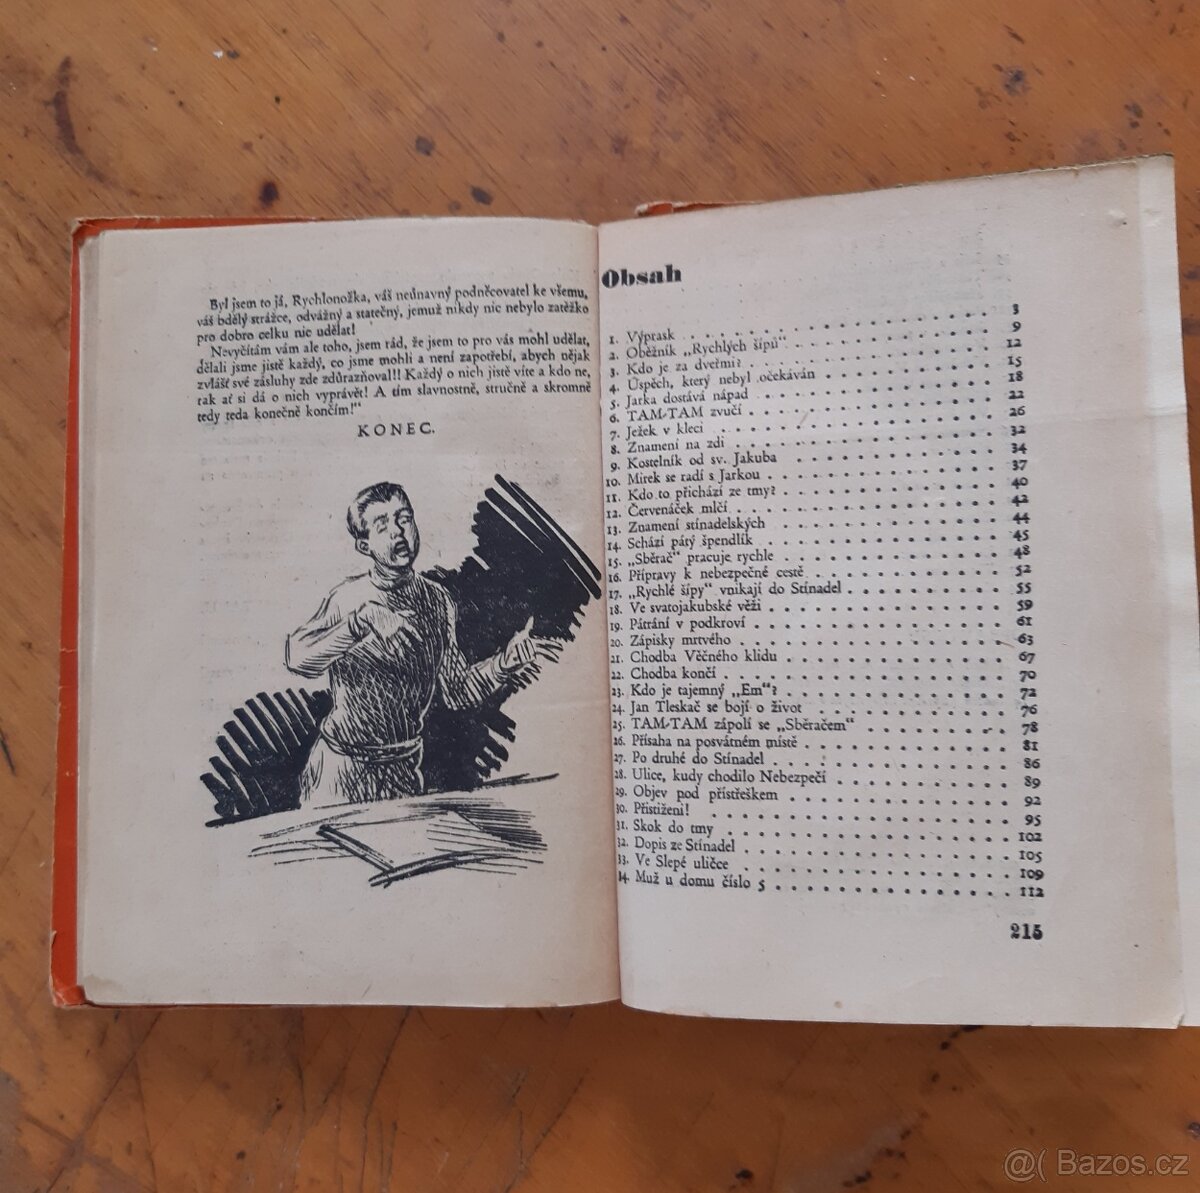 Byl jsem to já, Rychlonožka, váš neúnavný podněcovatel ke všemu,
váš bdělý strážce, odvážný a statečný, jemuž nikdy nic nebylo zatěžko
pro dobro celku nic udělat!
Nevyčítám vám ale toho, jsem rád, že jsem to pro vás mohl udělat,
dělali jsme jistě každý, co jsme mohli a není zapotřebí, abych nějak
zvlášť své zásluhy zde zdůrazňoval!! Každý o nich jistě víte a kdo ne,
tak ať si dá o nich vyprávět! A tím slavnostně, stručně a skromně
tedy teda konečně končím!"
KONEC.
Obsah
1. Výprask . . . . 3
2. Oběžník „Rychlých šípů" . . . . 9
3. Kdo je za dveřmi? . . . . 12
4. Úspěch, který nebyl očekáván . . . . 15
5. Jarka dostává nápad . . . . 18
6. TAM-TAM zvučí . . . . 22
7. Ježek v kleci . . . . 26
8. Znamení na zdi . . . . 32
9. Kostelník od sv. Jakuba . . . . 34
10. Mirek se radí s Jarkou . . . . 37
11. Kdo to přichází ze tmy? . . . . 40
12. Červenáček mlčí . . . . 42
13. Znamení stínadelských . . . . 44
14. Schází pátý špendlík . . . . 45
15. „Sběrač" pracuje rychle . . . . 48
16. Přípravy k nebezpečné cestě . . . . 52
17. „Rychlé šípy" vnikají do Stínadel . . . . 55
18. Ve svatojakubské věži . . . . 59
19. Pátrání v podkroví . . . . 61
20. Zápisky mrtvého . . . . 63
21. Chodba Věčného klidu . . . . 67
22. Chodba končí . . . . 70
23. Kdo je tajemný „Em"? . . . . 72
24. Jan Tleskač se bojí o život . . . . 76
25. TAM-TAM zápolí se „Sběračem" . . . . 78
26. Přísaha na posvátném místě . . . . 81
27. Po druhé do Stínadel . . . . 86
28. Ulice, kudy chodilo Nebezpečí . . . . 89
29. Objev pod přístřeškem . . . . 92
30. Přistiženi! . . . . 95
31. Skok do tmy . . . . 102
32. Dopis ze Stínadel . . . . 105
33. Ve Slepé uličce . . . . 109
34. Muž u domu číslo 5 . . . . 112
215
@( Bazos.cz